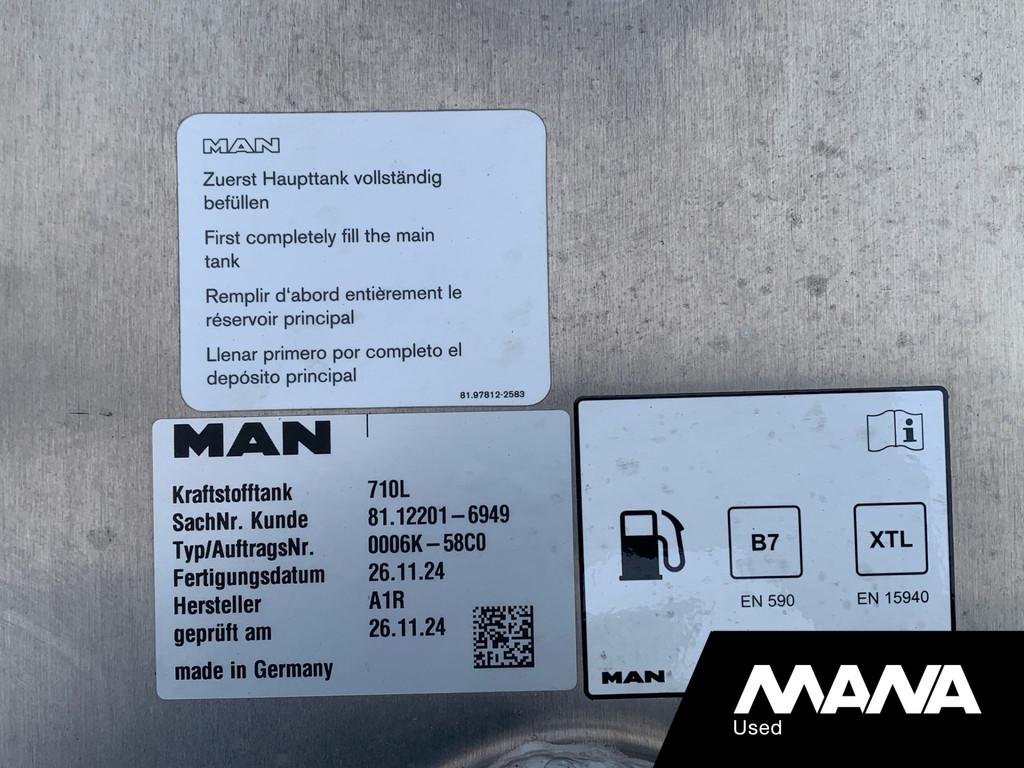 MAN
Zuerst Haupttank vollständig
befüllen
First completely fill the main
tank
Remplir d'abord entièrement le
réservoir principal
Llenar primero por completo el
depósito principal
81.97812-2583
MAN
Kraftstofftank 710L
SachNr. Kunde 81.12201-6949
Typ/AuftragsNr. 0006K-58C0
Fertigungsdatum 26.11.24
Hersteller A1R
geprüft am 26.11.24
made in Germany
i
B7 XTL
EN 590 EN 15940
MAN
MANA
Used